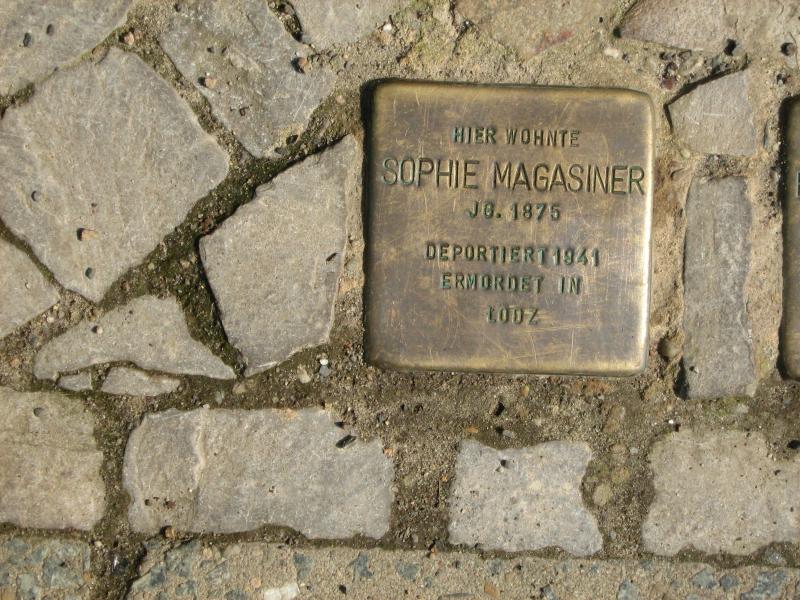 HIER WOHNTE
SOPHIE MAGASINER
JG. 1875
DEPORTIERT 1941
ERMORDET IN
LODZ